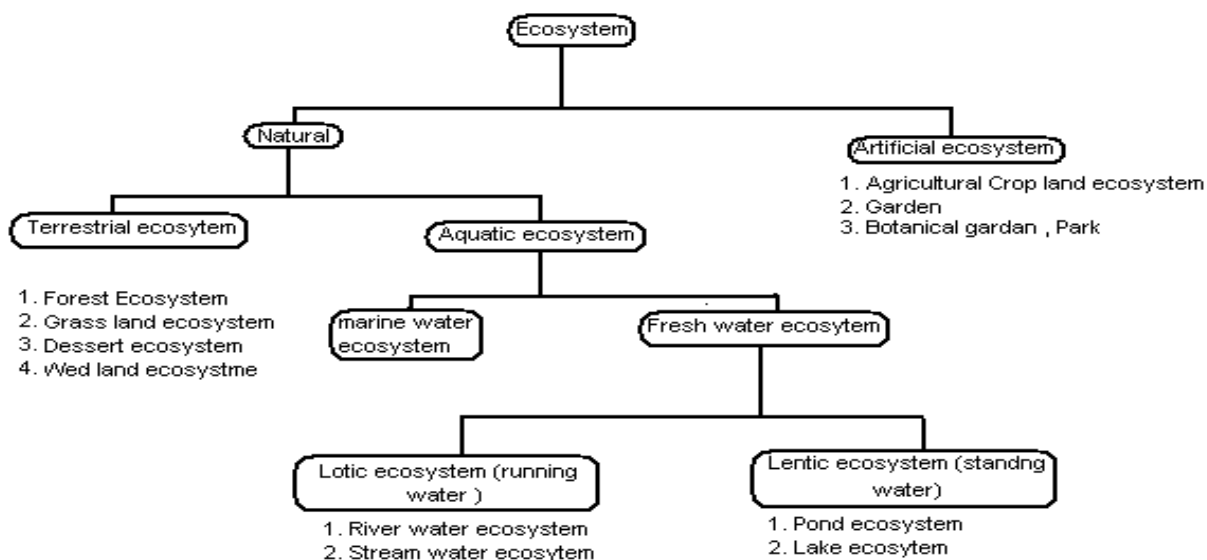 Ecosystem
Natural
Artificial ecosystem
1. Agricultural Crop land ecosystem
2. Garden
3. Botanical gardan , Park
Terrestrial ecosytem
Aquatic ecosystem
1. Forest Ecosystem
2. Grass land ecosystem
3. Dessert ecosystem
4. Wed land ecosystme
marine water
ecosystem
Fresh water ecosytem
Lotic ecosystem (running
water )
1. River water ecosystem
2. Stream water ecosytem
Lentic ecosystem (standng
water)
1. Pond ecosystem
2. Lake ecosytem